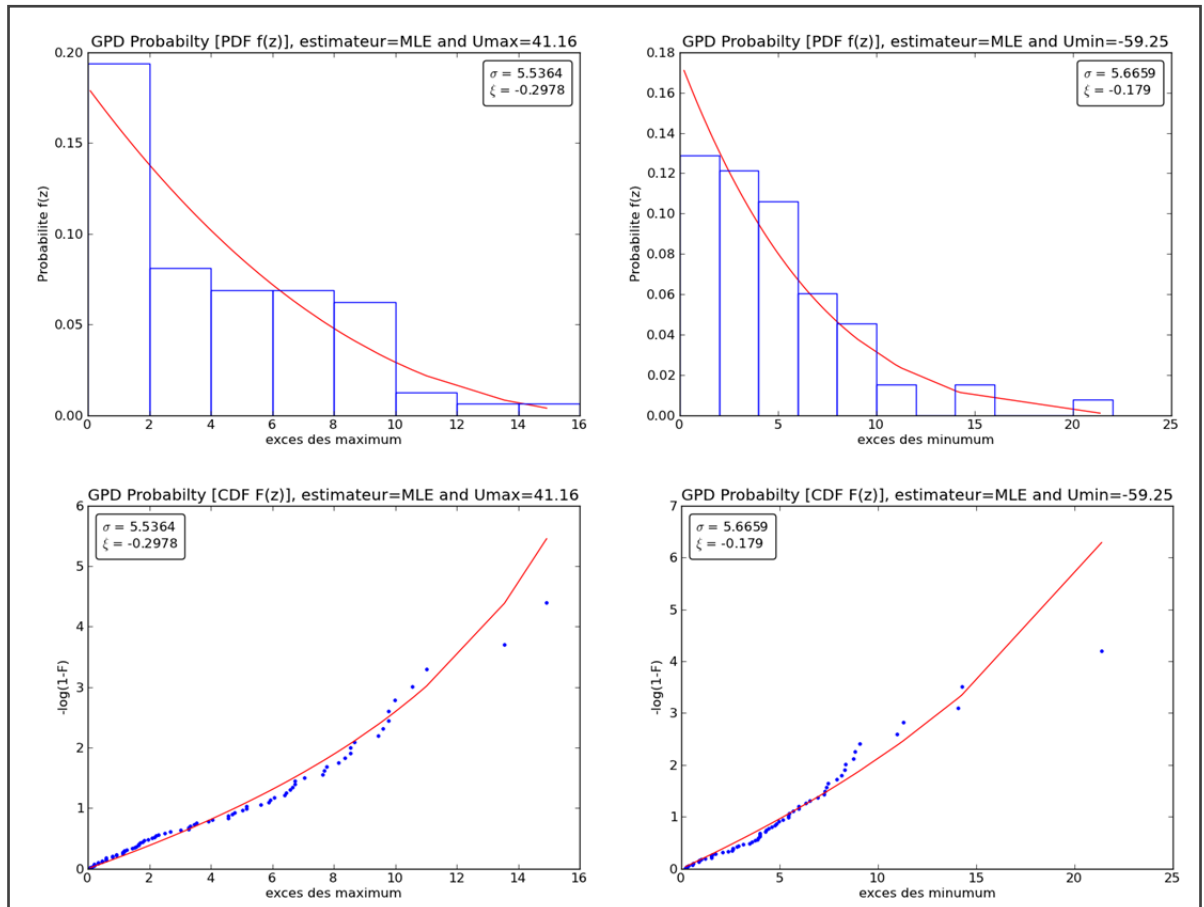 GPD Probabilty [PDF f(z)], estimateur=MLE and Umax=41.16
0.20
0.15
0.10
0.05
0.00
Probabilite f(z)
σ = 5.5364
ξ = -0.2978
0 2 4 6 8 10 12 14 16
exces des maximum
GPD Probabilty [PDF f(z)], estimateur=MLE and Umin=-59.25
0.18
0.16
0.14
0.12
0.10
0.08
0.06
0.04
0.02
0.00
Probabilite f(z)
σ = 5.6659
ξ = -0.179
0 5 10 15 20 25
exces des minumum
GPD Probabilty [CDF F(z)], estimateur=MLE and Umax=41.16
6
5
4
3
2
1
0
-log(1-F)
σ = 5.5364
ξ = -0.2978
0 2 4 6 8 10 12 14 16
exces des maximum
GPD Probabilty [CDF F(z)], estimateur=MLE and Umin=-59.25
7
6
5
4
3
2
1
0
-log(1-F)
σ = 5.6659
ξ = -0.179
0 5 10 15 20 25
exces des minumum